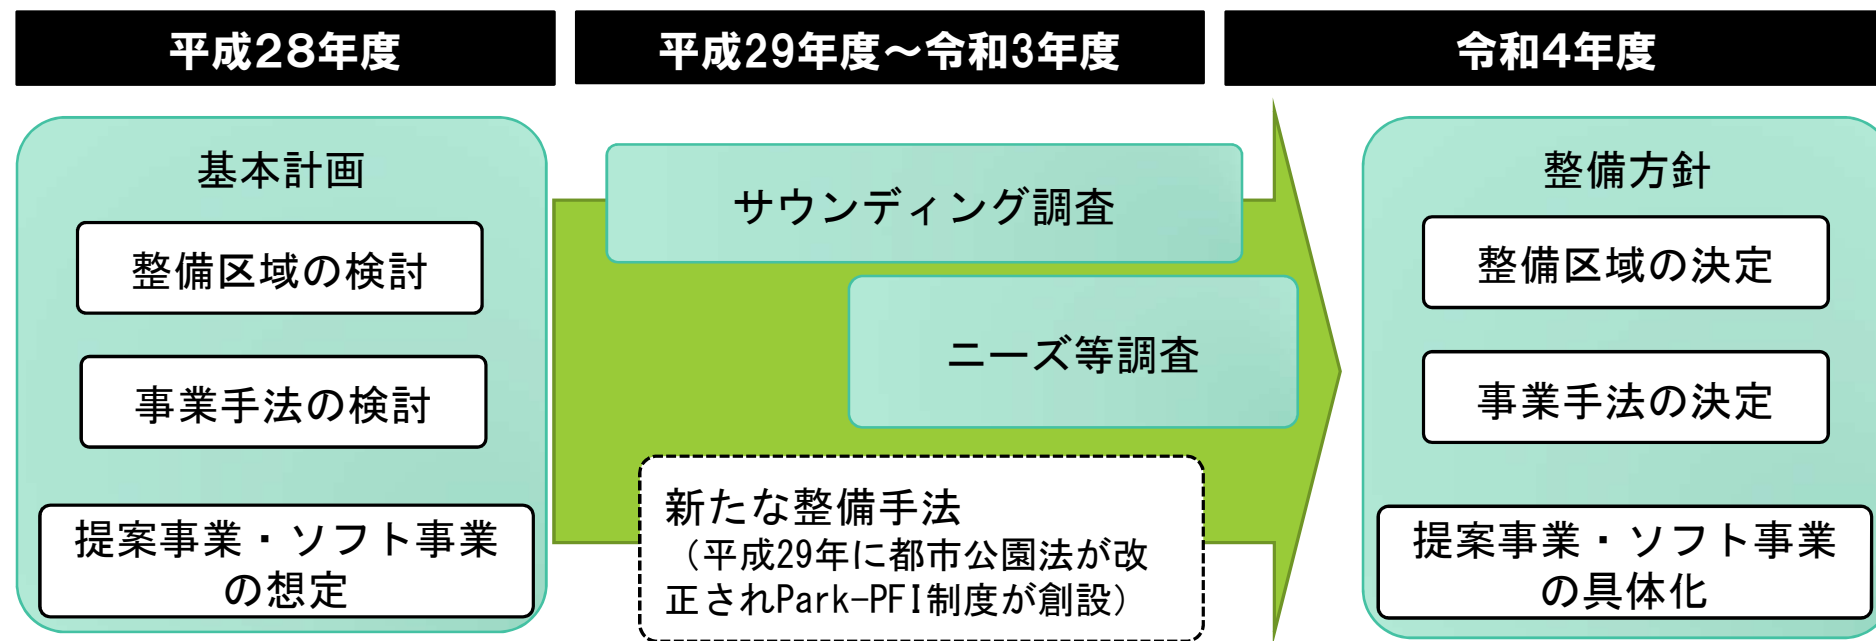 平成28年度
平成29年度～令和3年度
令和4年度
基本計画
整備区域の検討
事業手法の検討
提案事業・ソフト事業
の想定
サウンディング調査
ニーズ等調査
新たな整備手法
（平成29年に都市公園法が改
正されPark-PFI制度が創設）
整備方針
整備区域の決定
事業手法の決定
提案事業・ソフト事業
の具体化